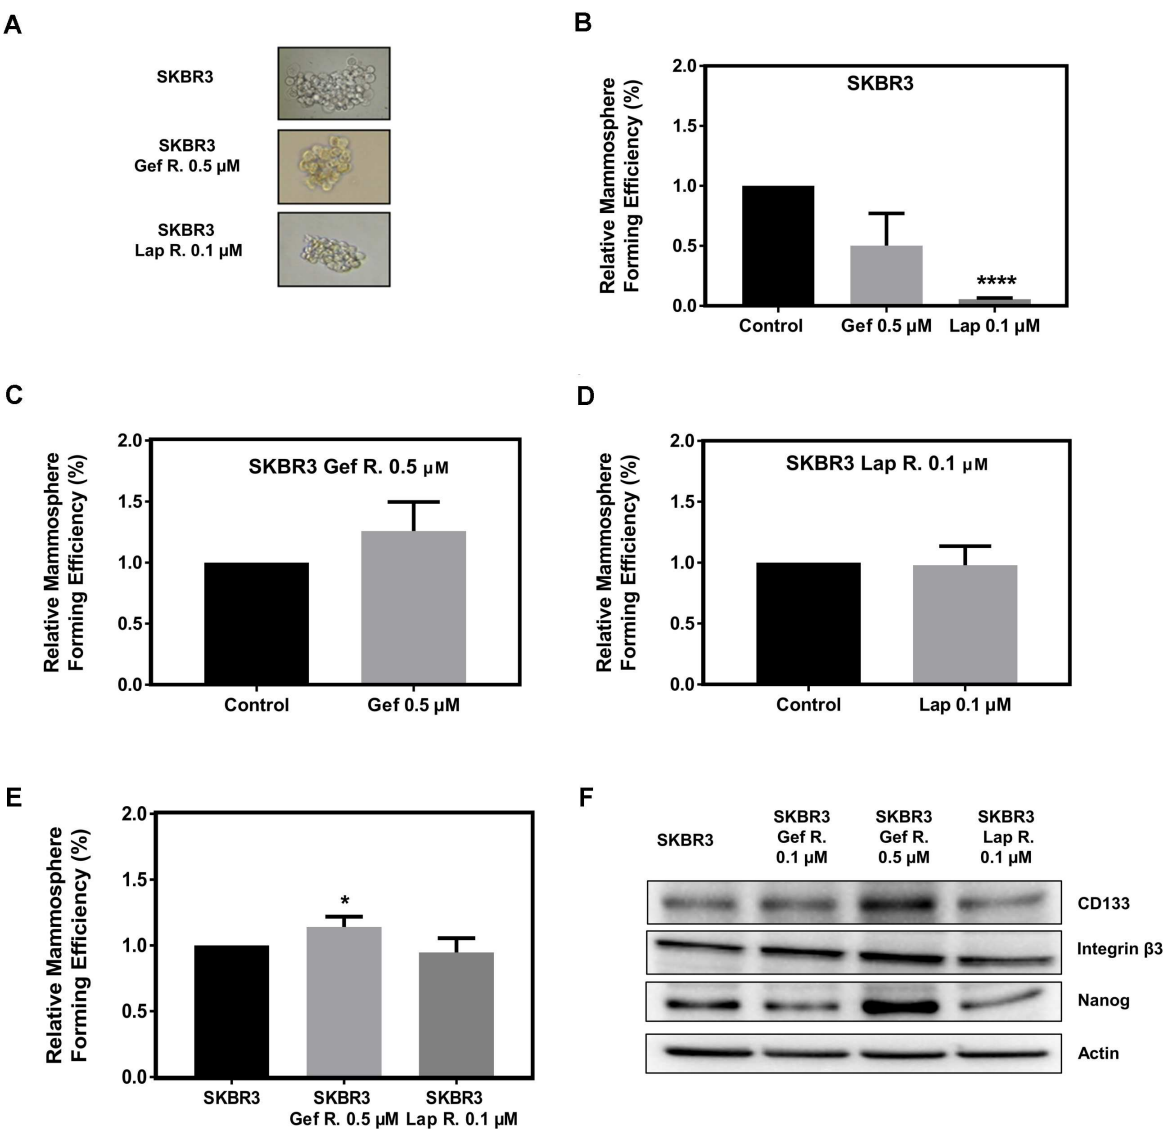 A
SKBR3
SKBR3
Gef R. 0.5 µM
SKBR3
Lap R. 0.1 µM
B
Relative Mammosphere
Forming Efficiency (%)
2.0
1.5
1.0
0.5
0.0
SKBR3
****
Control Gef 0.5 µM Lap 0.1 µM
C
Relative Mammosphere
Forming Efficiency (%)
2.0
1.5
1.0
0.5
0.0
SKBR3 Gef R. 0.5 µM
Control Gef 0.5 µM
D
Relative Mammosphere
Forming Efficiency (%)
2.0
1.5
1.0
0.5
0.0
SKBR3 Lap R. 0.1 µM
Control Lap 0.1 µM
E
Relative Mammosphere
Forming Efficiency (%)
2.0
1.5
1.0
0.5
0.0
*
SKBR3 SKBR3 SKBR3
Gef R. 0.5 µM Lap R. 0.1 µM
F
SKBR3
SKBR3
Gef R.
0.1 µM
SKBR3
Gef R.
0.5 µM
SKBR3
Lap R.
0.1 µM
CD133
Integrin β3
Nanog
Actin